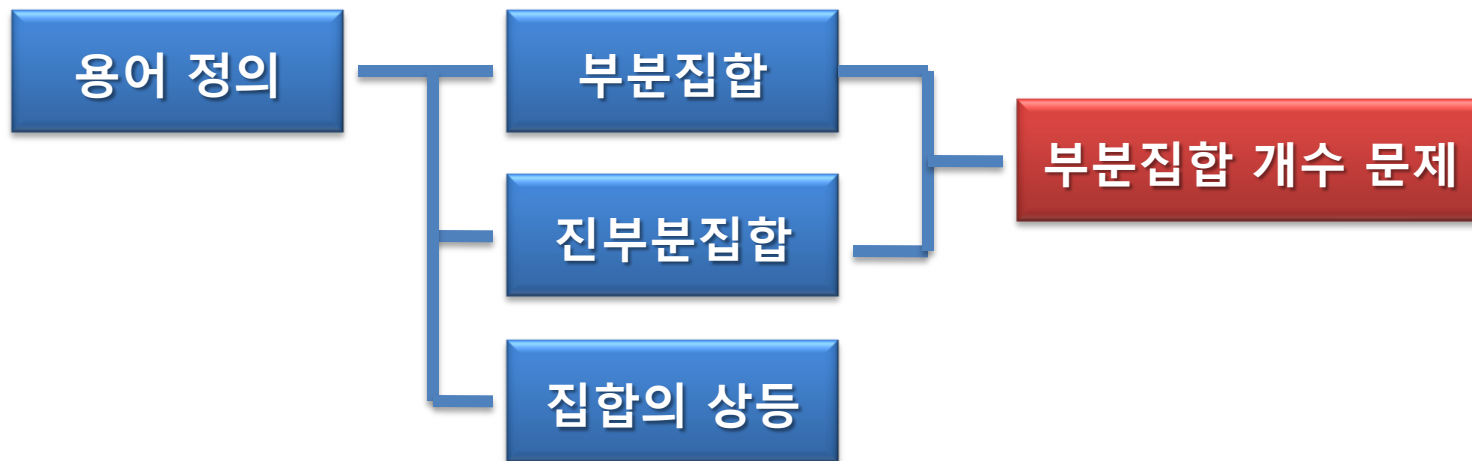 용어 정의
부분집합
진부분집합
집합의 상등
부분집합 개수 문제